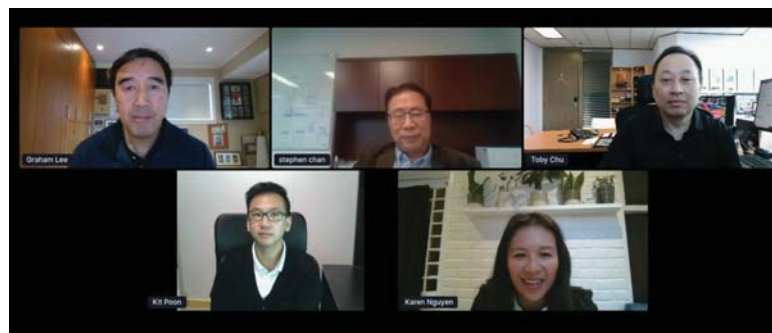 Graham Lee
stephen chan
Toby Chu
Kit Poon
Karen Nguyen